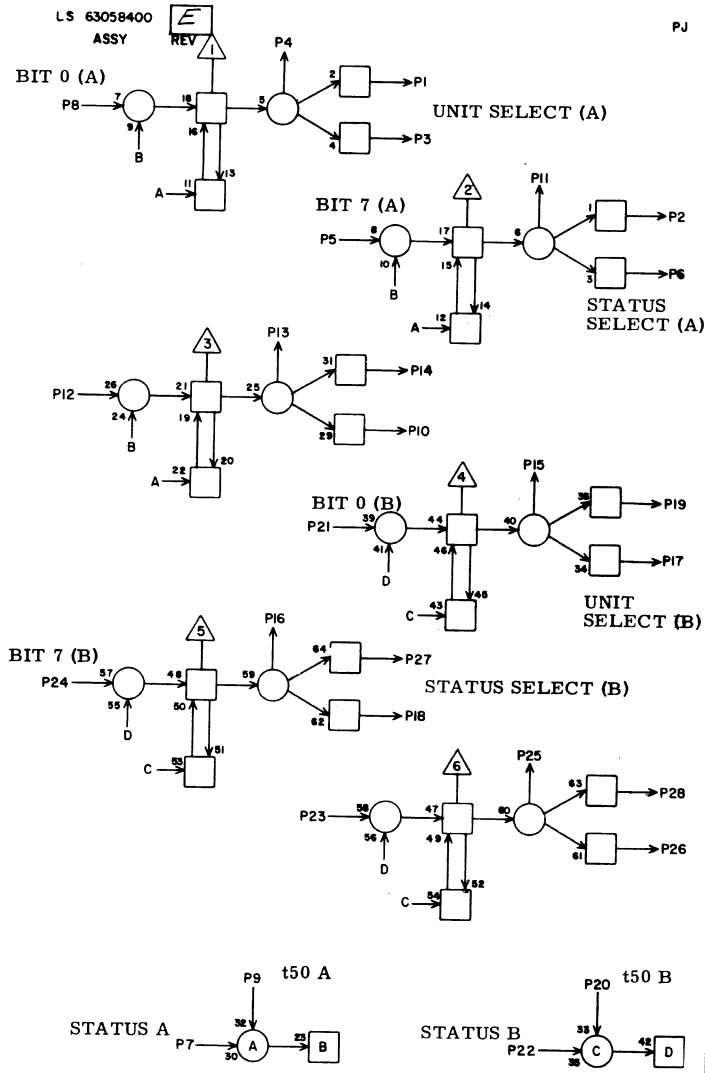 LS 63058400 E
ASSY REV
PJ
1
P4
BIT 0 (A)
P8 7 18 5 2 P1
9 16 4 P3
B
UNIT SELECT (A)
A 11 13
2
P11
BIT 7 (A)
P5 8 17 6 1 P2
10 15 3 P6
B
STATUS
SELECT (A)
A 12 14
3
P13
P12 26 21 25 31 P14
24 19 29 P10
B
A 22 20
4
P15
BIT 0 (B)
P21 39 44 40 38 P19
41 46 34 P17
D
UNIT
SELECT (B)
C 43 45
5
P16
BIT 7 (B)
P24 57 48 59 64 P27
55 50 62 P18
D
STATUS SELECT (B)
C 53 51
6
P25
P23 58 47 60 63 P28
56 49 61 P26
D
C 54 52
P9 t50 A
32
STATUS A P7 30 A 23 B
P20 t50 B
33
STATUS B P22 35 C 42 D